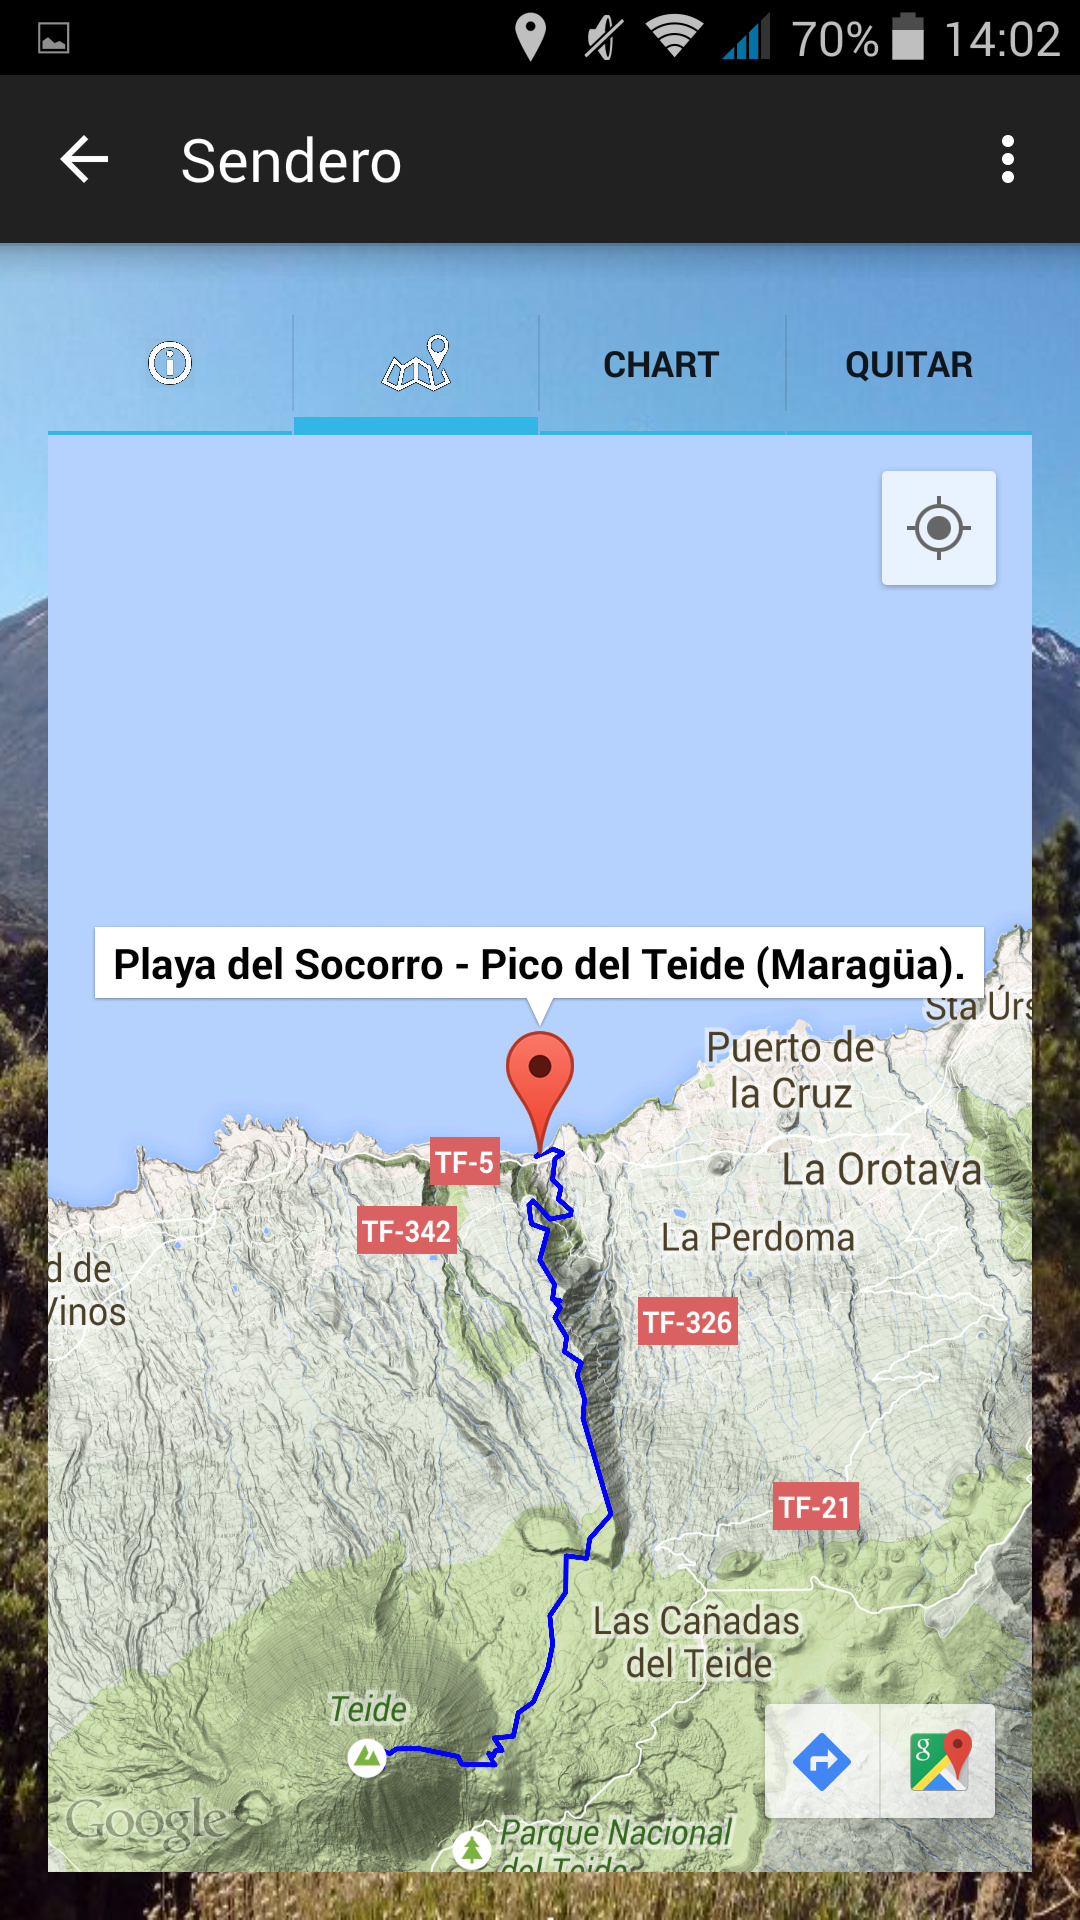 70% 14:02
Sendero
CHART QUITAR
Playa del Socorro - Pico del Teide (Maragüa).
Sta Úrs
Puerto de
la Cruz
TF-5
La Orotava
TF-342
La Perdoma
d de
Vinos
TF-326
TF-21
Las Cañadas
del Teide
Teide
g
Google
Parque Nacional
del Teide